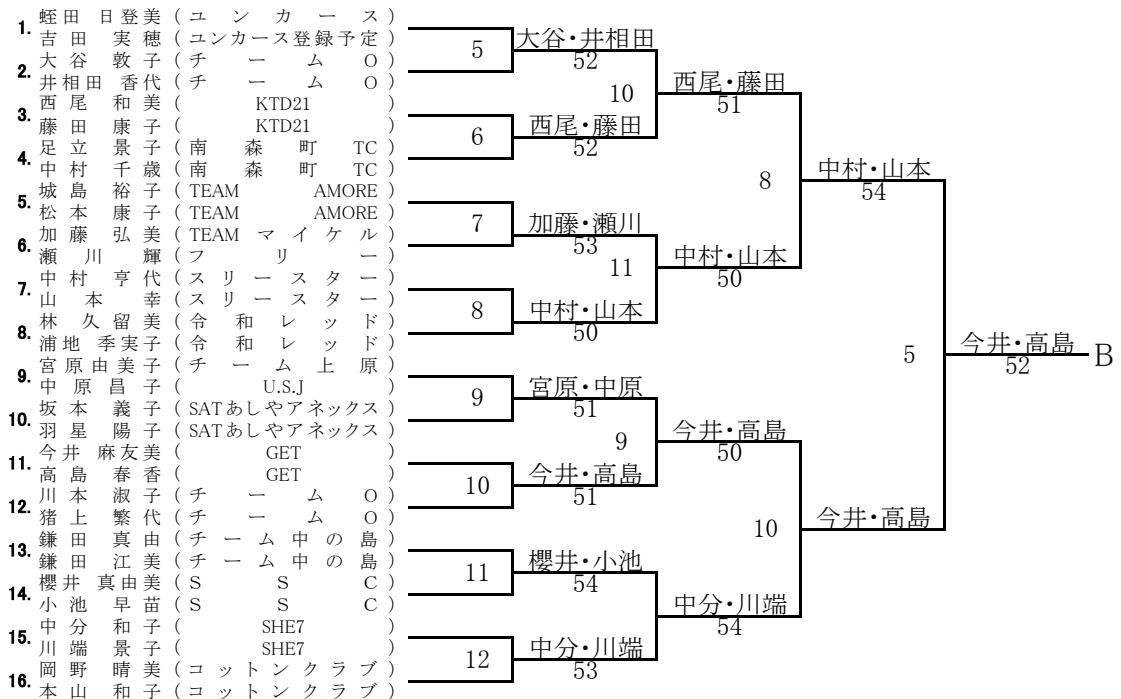 1. 蛭田 日登美 ( ユンカース )
吉田 実穂 ( ユンカース登録予定 )
2. 大谷 敦子 ( チームO )
井相田 香代 ( チームO )
3. 西尾 和美 ( KTD21 )
藤田 康子 ( KTD21 )
4. 足立 景子 ( 南森町TC )
中村 千歳 ( 南森町TC )
5. 城島 裕子 ( TEAM AMORE )
松本 康子 ( TEAM AMORE )
6. 加藤 弘美 ( TEAM マイケル )
瀬川 輝 ( フリー )
7. 中村 亨代 ( スリースター )
山本 幸 ( スリースター )
8. 林 久留美 ( 令和レッド )
浦地 季実子 ( 令和レッド )
9. 宮原由美子 ( チーム上原 )
中原昌子 ( U.S.J )
10. 坂本 義子 ( SATあしやアネックス )
羽星 陽子 ( SATあしやアネックス )
11. 今井 麻友美 ( GET )
高島 春香 ( GET )
12. 川本 淑子 ( チームO )
猪上 繁代 ( チームO )
13. 鎌田 真由 ( チーム中の島 )
鎌田 江美 ( チーム中の島 )
14. 櫻井 真由美 ( SSC )
小池 早苗 ( SSC )
15. 中分 和子 ( SHE7 )
川端 景子 ( SHE7 )
16. 岡野 晴美 ( コットンクラブ )
本山 和子 ( コットンクラブ )
5
6
7
8
9
10
11
12
大谷・井相田
52
西尾・藤田
52
加藤・瀬川
53
中村・山本
50
宮原・中原
51
今井・高島
51
櫻井・小池
54
中分・川端
53
10
11
9
西尾・藤田
51
中村・山本
50
今井・高島
50
中分・川端
54
8
10
中村・山本
54
今井・高島
5
今井・高島
52
B